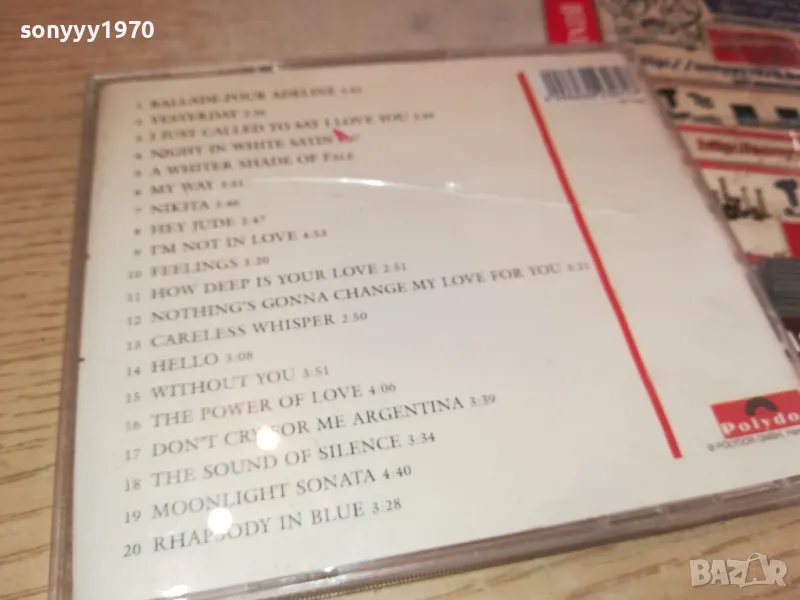 sonyyy1970
1 BALLADE POUR ADELINE
2 YESTERDAY
3 I JUST CALLED TO SAY I LOVE YOU
4 NIGHT IN WHITE SATIN
5 A WHITER SHADE OF PALE
6 MY WAY
7 NIKITA
8 HEY JUDE 2:47
9 I'M NOT IN LOVE 4:53
10 FEELINGS 3:20
11 HOW DEEP IS YOUR LOVE 2:51
12 NOTHING'S GONNA CHANGE MY LOVE FOR YOU 3:21
13 CARELESS WHISPER 2:50
14 HELLO 3:08
15 WITHOUT YOU 3:51
16 THE POWER OF LOVE 4:06
17 DON'T CRY FOR ME ARGENTINA 3:39
18 THE SOUND OF SILENCE 3:34
19 MOONLIGHT SONATA 4:40
20 RHAPSODY IN BLUE 3:28
Polydo
BAZAR